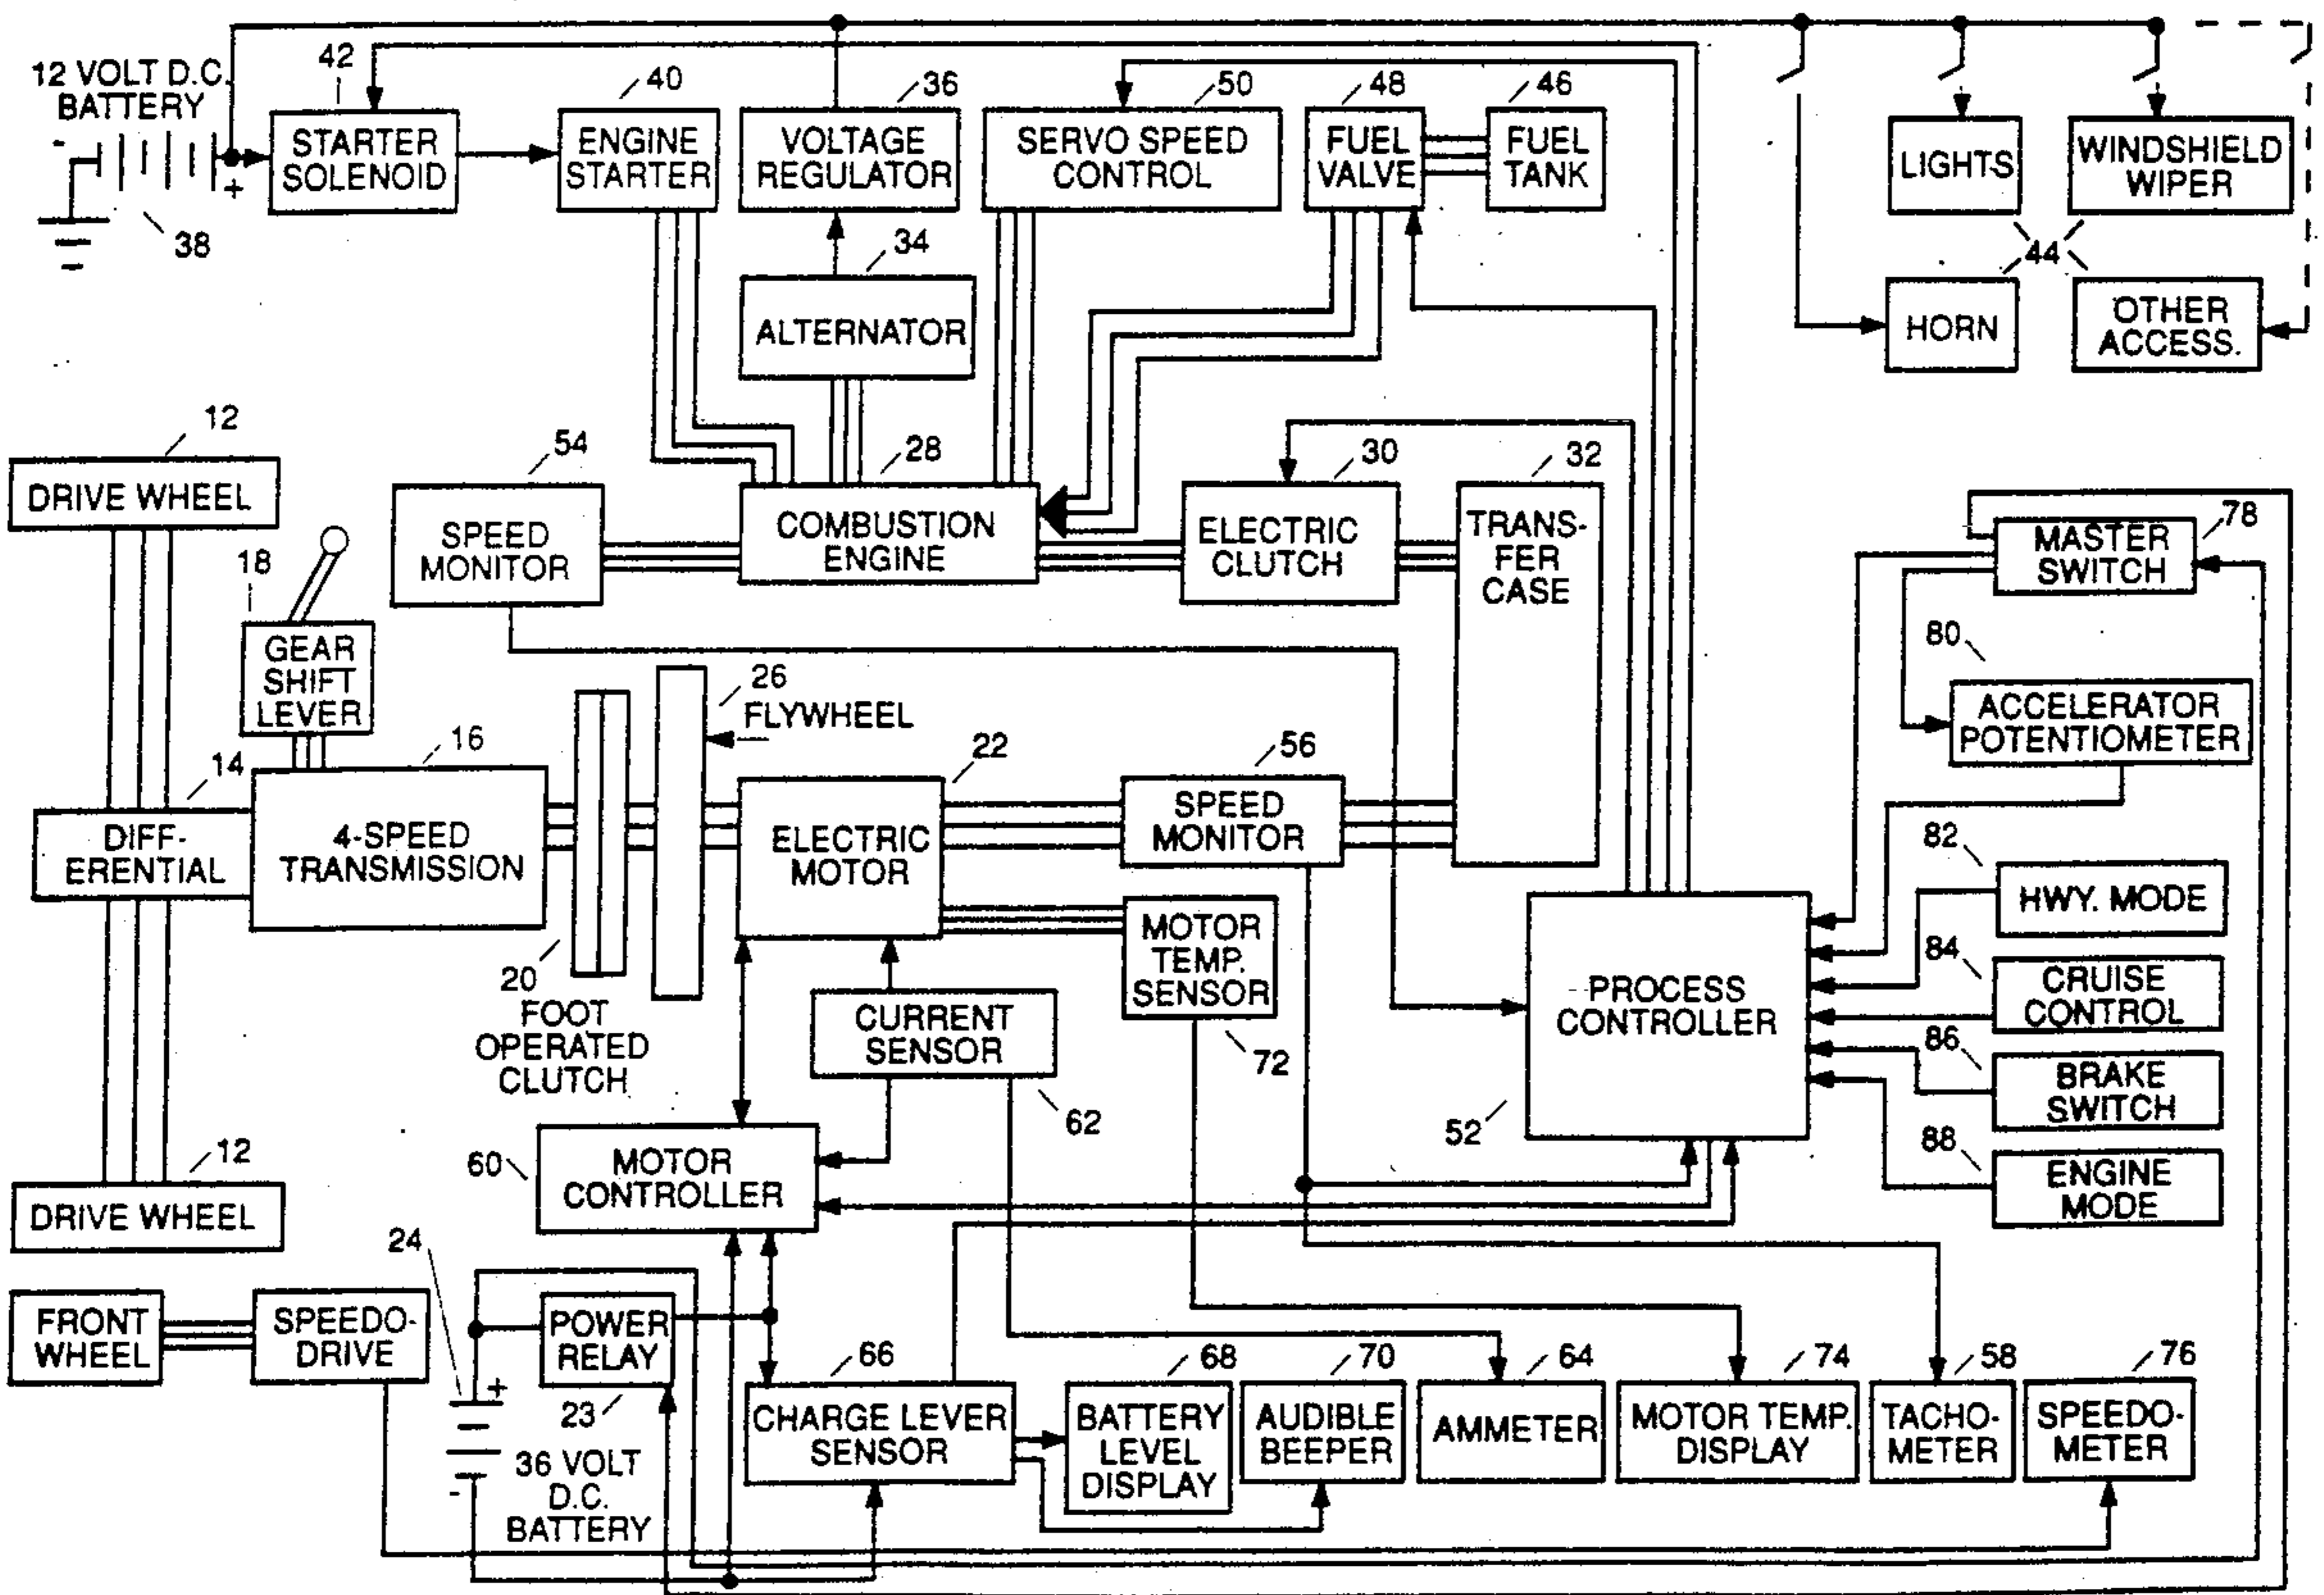 12 VOLT D.C.
BATTERY
-
+
38
42
STARTER
SOLENOID
40
ENGINE
STARTER
36
VOLTAGE
REGULATOR
50
SERVO SPEED
CONTROL
48
FUEL
VALVE
46
FUEL
TANK
LIGHTS
WINDSHIELD
WIPER
44
HORN
OTHER
ACCESS.
34
ALTERNATOR
12
DRIVE WHEEL
54
SPEED
MONITOR
28
COMBUSTION
ENGINE
30
ELECTRIC
CLUTCH
32
TRANS-
FER
CASE
78
MASTER
SWITCH
18
GEAR
SHIFT
LEVER
80
ACCELERATOR
POTENTIOMETER
14
DIFF-
ERENTIAL
16
4-SPEED
TRANSMISSION
26
FLYWHEEL
20
FOOT
OPERATED
CLUTCH
22
ELECTRIC
MOTOR
56
SPEED
MONITOR
MOTOR
TEMP.
SENSOR
72
CURRENT
SENSOR
62
52
PROCESS
CONTROLLER
82
HWY. MODE
84
CRUISE
CONTROL
86
BRAKE
SWITCH
88
ENGINE
MODE
12
DRIVE WHEEL
60
MOTOR
CONTROLLER
24
FRONT
WHEEL
SPEEDO-
DRIVE
POWER
RELAY
23
+
-
36 VOLT
D.C.
BATTERY
66
CHARGE LEVER
SENSOR
68
BATTERY
LEVEL
DISPLAY
70
AUDIBLE
BEEPER
64
AMMETER
74
MOTOR TEMP.
DISPLAY
58
TACHO-
METER
76
SPEEDO-
METER